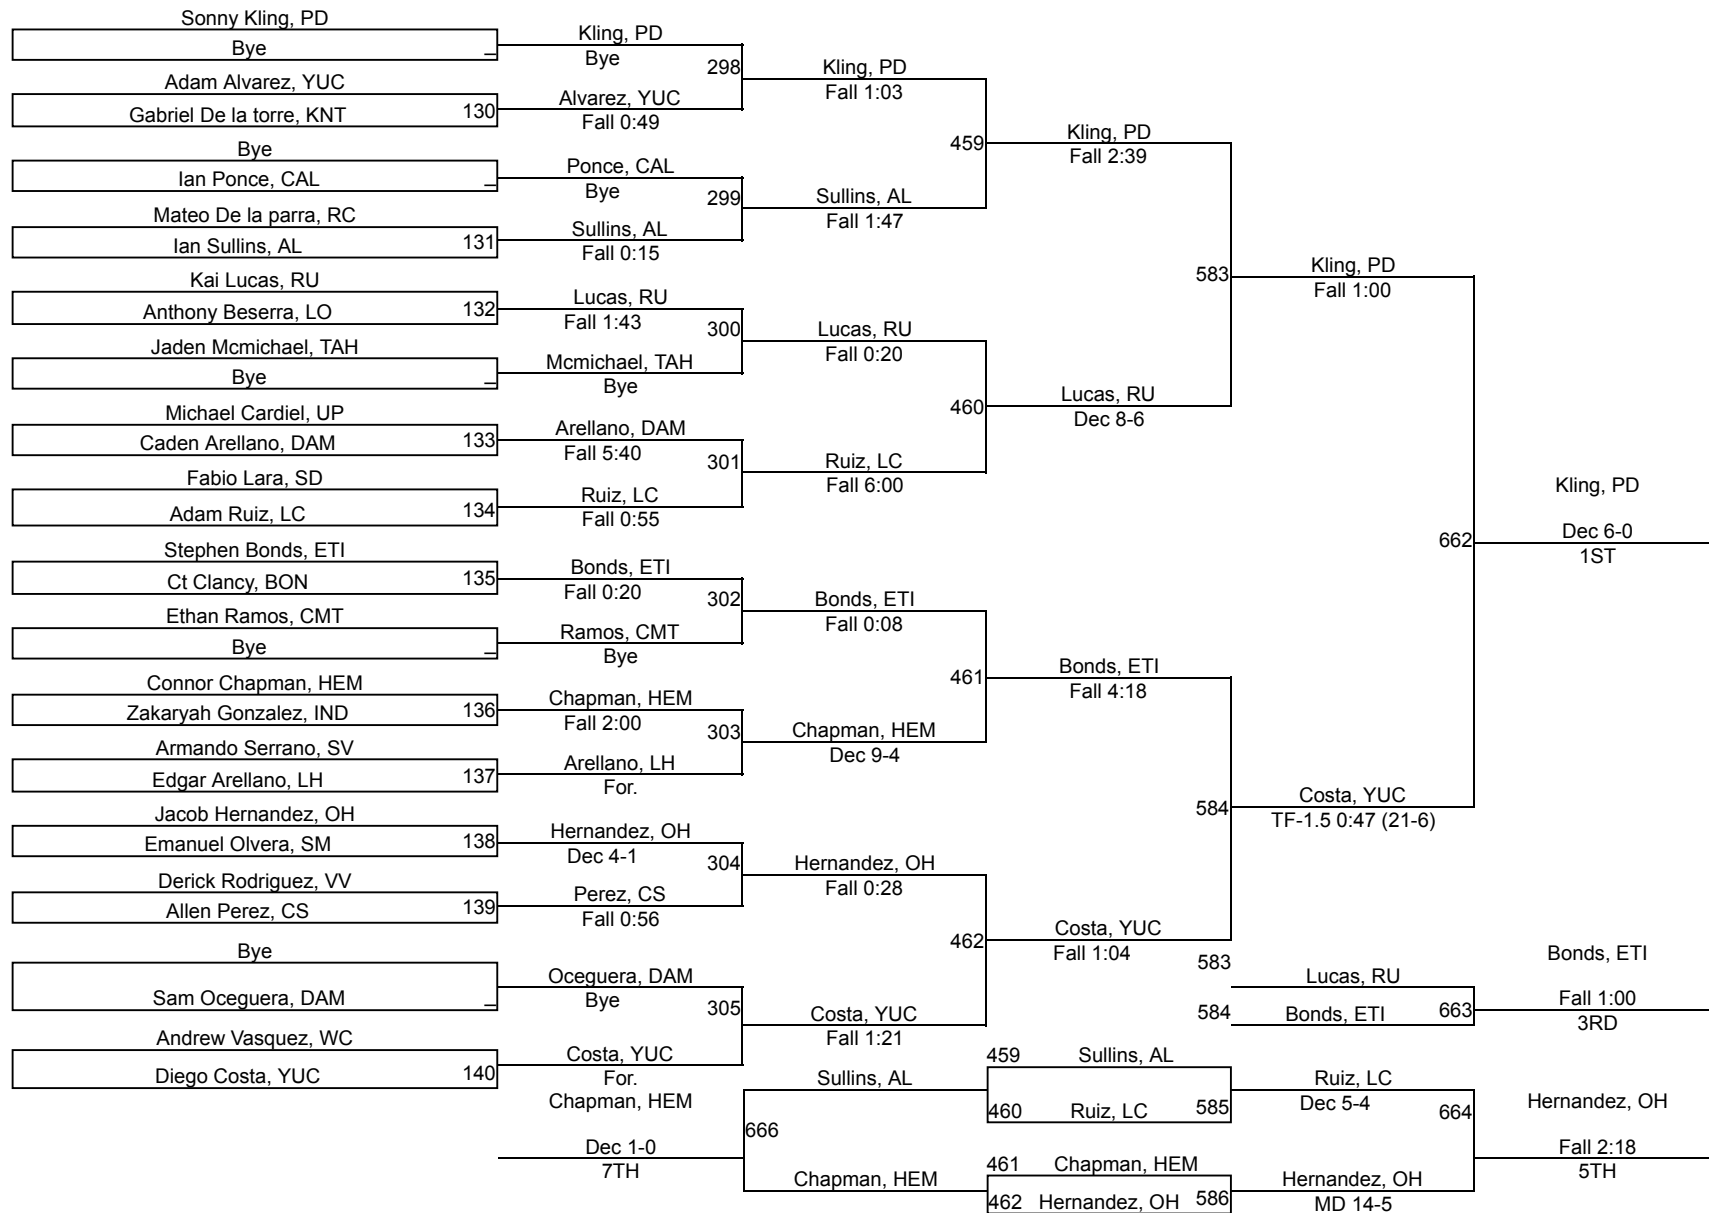 Sonny Kling, PD
Bye _
Adam Alvarez, YUC
Gabriel De la torre, KNT 130
Bye
Ian Ponce, CAL _
Mateo De la parra, RC
Ian Sullins, AL 131
Kai Lucas, RU
Anthony Beserra, LO 132
Jaden Mcmichael, TAH
Bye _
Michael Cardiel, UP
Caden Arellano, DAM 133
Fabio Lara, SD
Adam Ruiz, LC 134
Stephen Bonds, ETI
Ct Clancy, BON 135
Ethan Ramos, CMT
Bye _
Connor Chapman, HEM
Zakaryah Gonzalez, IND 136
Armando Serrano, SV
Edgar Arellano, LH 137
Jacob Hernandez, OH
Emanuel Olvera, SM 138
Derick Rodriguez, VV
Allen Perez, CS 139
Bye
Sam Oceguera, DAM _
Andrew Vasquez, WC
Diego Costa, YUC 140
Kling, PD
Bye
298
Alvarez, YUC
Fall 0:49
Ponce, CAL
Bye
299
Sullins, AL
Fall 0:15
Lucas, RU
Fall 1:43
300
Mcmichael, TAH
Bye
Arellano, DAM
Fall 5:40
301
Ruiz, LC
Fall 0:55
Bonds, ETI
Fall 0:20
302
Ramos, CMT
Bye
Chapman, HEM
Fall 2:00
303
Arellano, LH
For.
Hernandez, OH
Dec 4-1
304
Perez, CS
Fall 0:56
Oceguera, DAM
Bye
305
Costa, YUC
For.
Kling, PD
Fall 1:03
459
Sullins, AL
Fall 1:47
Lucas, RU
Fall 0:20
460
Ruiz, LC
Fall 6:00
Bonds, ETI
Fall 0:08
461
Chapman, HEM
Dec 9-4
Hernandez, OH
Fall 0:28
462
Costa, YUC
Fall 1:21
Kling, PD
Fall 2:39
583
Lucas, RU
Dec 8-6
Bonds, ETI
Fall 4:18
584
Costa, YUC
Fall 1:04
Kling, PD
Fall 1:00
662
Costa, YUC
TF-1.5 0:47 (21-6)
Kling, PD
Dec 6-0
1ST
583
Lucas, RU
584 Bonds, ETI 663
Bonds, ETI
Fall 1:00
3RD
459 Sullins, AL
460 Ruiz, LC 585
461 Chapman, HEM
462 Hernandez, OH 586
Ruiz, LC
Dec 5-4
664
Hernandez, OH
MD 14-5
Hernandez, OH
Fall 2:18
5TH
Sullins, AL
666
Chapman, HEM
Chapman, HEM
Dec 1-0
7TH